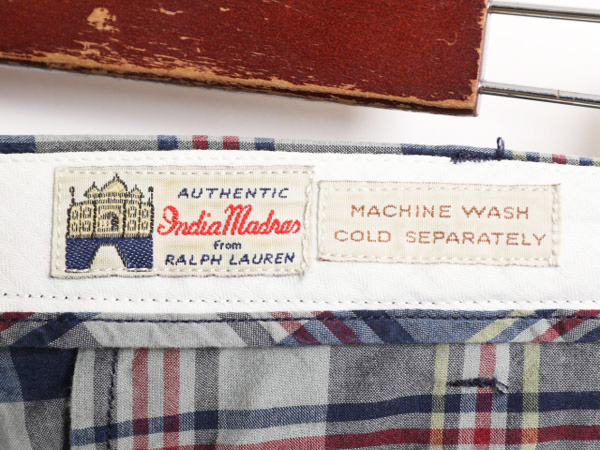 AUTHENTIC
India Madras
from
RALPH LAUREN
MACHINE WASH
COLD SEPARATELY